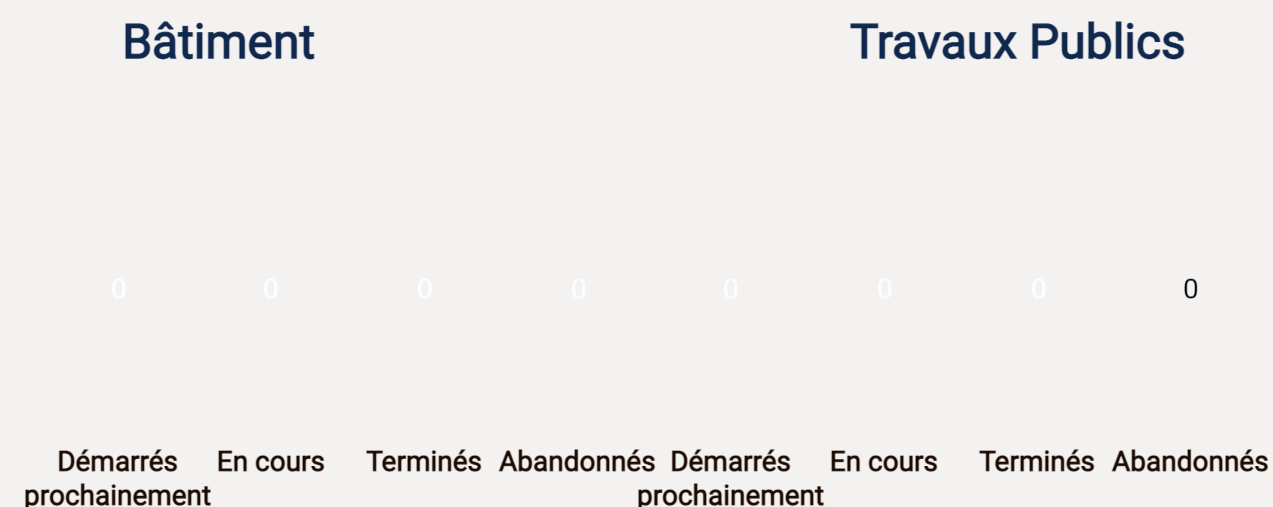 Bâtiment Travaux Publics
0 0 0 0 0 0 0 0
Démarrés En cours Terminés Abandonnés Démarrés En cours Terminés Abandonnés
prochainement prochainement